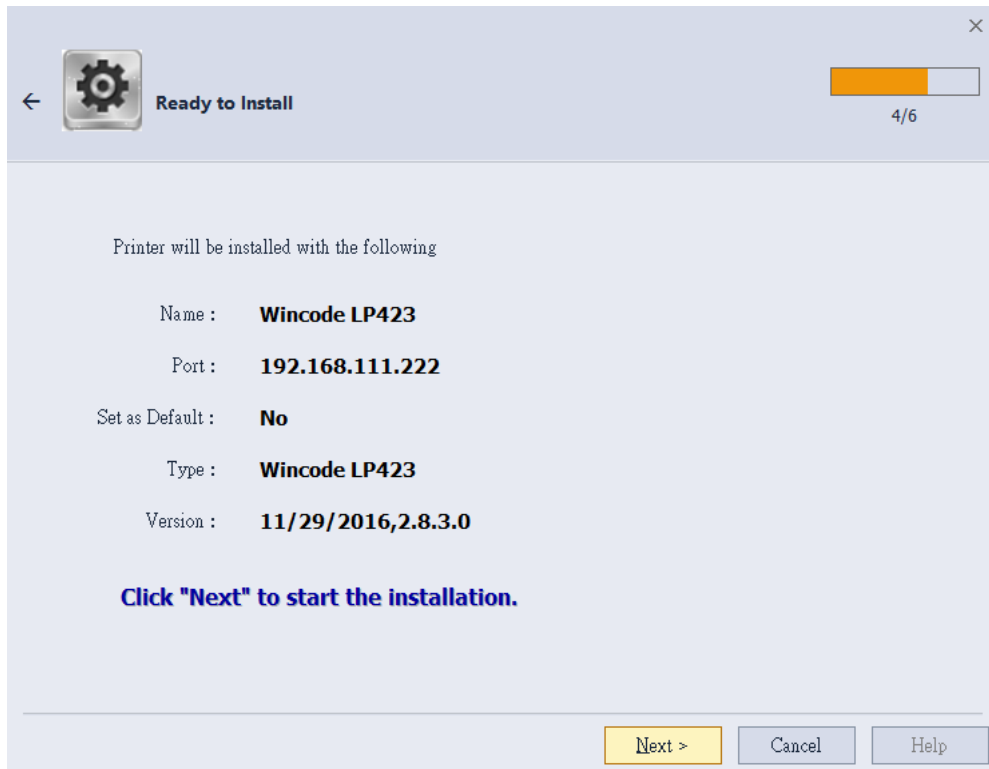 Ready to Install
4/6
Printer will be installed with the following
Name : Wincode LP423
Port : 192.168.111.222
Set as Default : No
Type : Wincode LP423
Version : 11/29/2016,2.8.3.0
Click "Next" to start the installation.
Next > Cancel Help